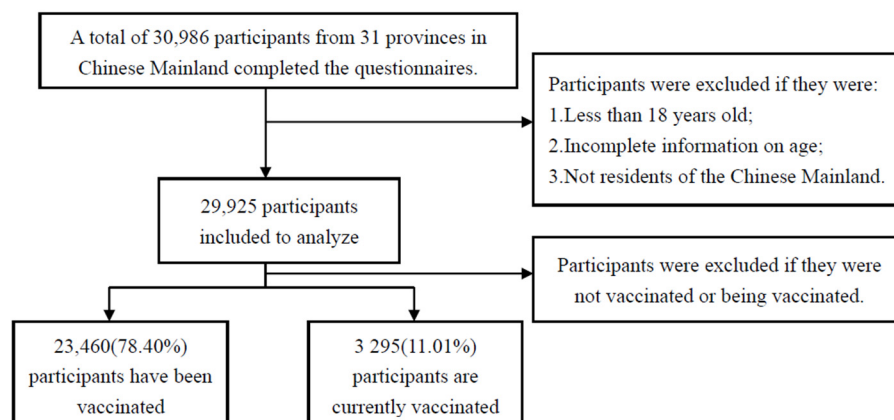 A total of 30,986 participants from 31 provinces in
Chinese Mainland completed the questionnaires.
Participants were excluded if they were:
1.Less than 18 years old;
2.Incomplete information on age;
3.Not residents of the Chinese Mainland.
29,925 participants
included to analyze
Participants were excluded if they were
not vaccinated or being vaccinated.
23,460(78.40%)
participants have been
vaccinated
3 295(11.01%)
participants are
currently vaccinated